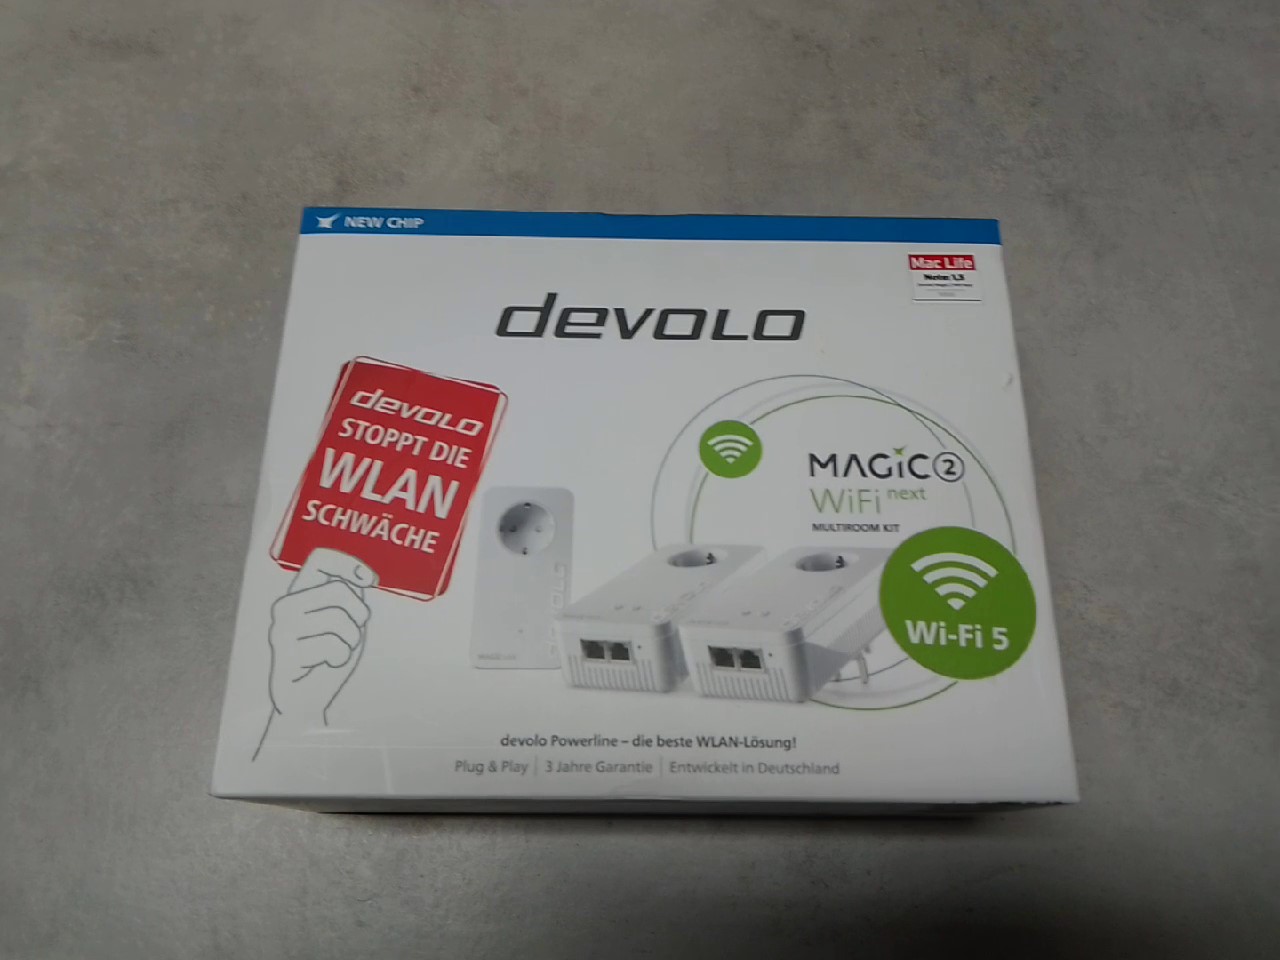 NEW CHIP
Mac Life
Note: 1,3
devolo
devolo
STOPPT DIE
WLAN
SCHWÄCHE
MAGIC 2
WiFi next
MULTIROOM KIT
Wi-Fi 5
devolo Powerline – die beste WLAN-Lösung!
Plug & Play | 3 Jahre Garantie | Entwickelt in Deutschland